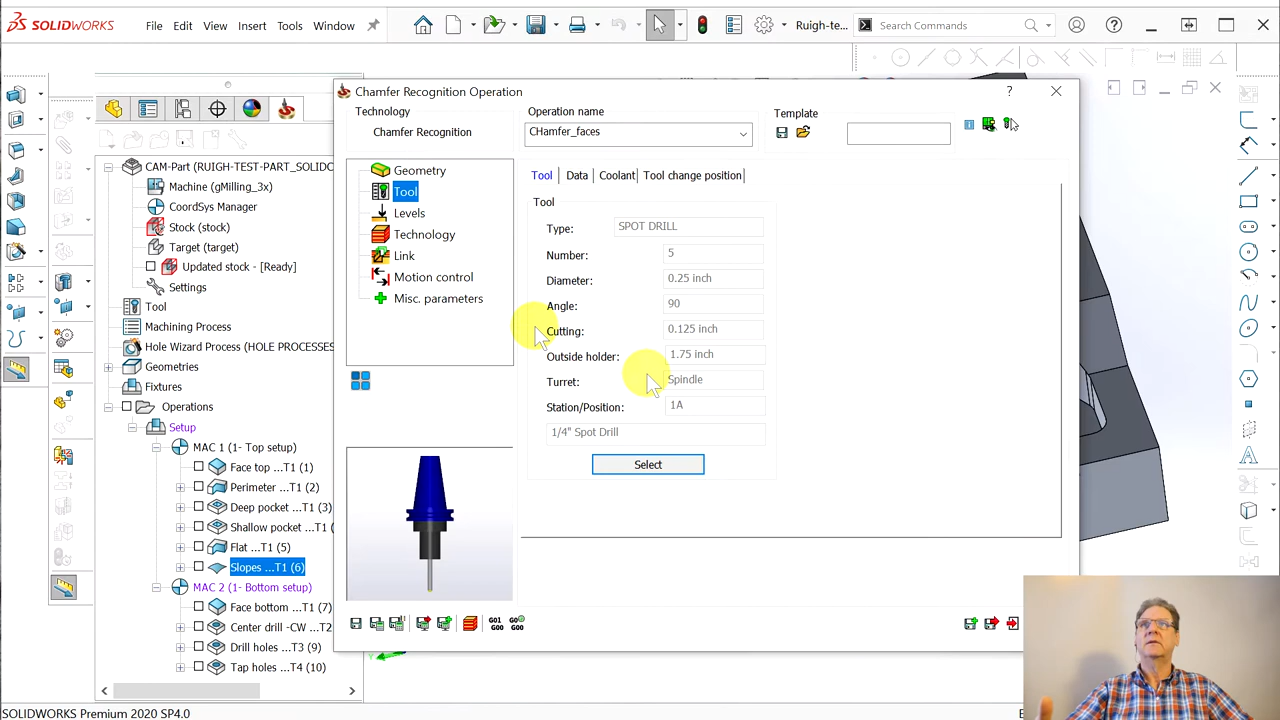 SOLIDWORKS
File Edit View Insert Tools Window
Ruigh-te...
Search Commands
Chamfer Recognition Operation
Technology
Chamfer Recognition
Operation name
CHamfer_faces
Template
Geometry
Tool
Levels
Technology
Link
Motion control
Misc. parameters
Tool Data Coolant Tool change position
Tool
Type: SPOT DRILL
Number: 5
Diameter: 0.25 inch
Angle: 90
Cutting: 0.125 inch
Outside holder: 1.75 inch
Turret: Spindle
Station/Position: 1A
1/4" Spot Drill
Select
G01
G00
G0
G00
CAM-Part (RUIGH-TEST-PART_SOLIDC
Machine (gMilling_3x)
CoordSys Manager
Stock (stock)
Target (target)
Updated stock - [Ready]
Settings
Tool
Machining Process
Hole Wizard Process (HOLE PROCESSES
Geometries
Fixtures
Operations
Setup
MAC 1 (1- Top setup)
Face top ...T1 (1)
Perimeter ...T1 (2)
Deep pocket ...T1 (3)
Shallow pocket ...T1 (
Flat ...T1 (5)
Slopes ...T1 (6)
MAC 2 (1- Bottom setup)
Face bottom ...T1 (7)
Center drill -CW ...T2
Drill holes ...T3 (9)
Tap holes ...T4 (10)
SOLIDWORKS Premium 2020 SP4.0